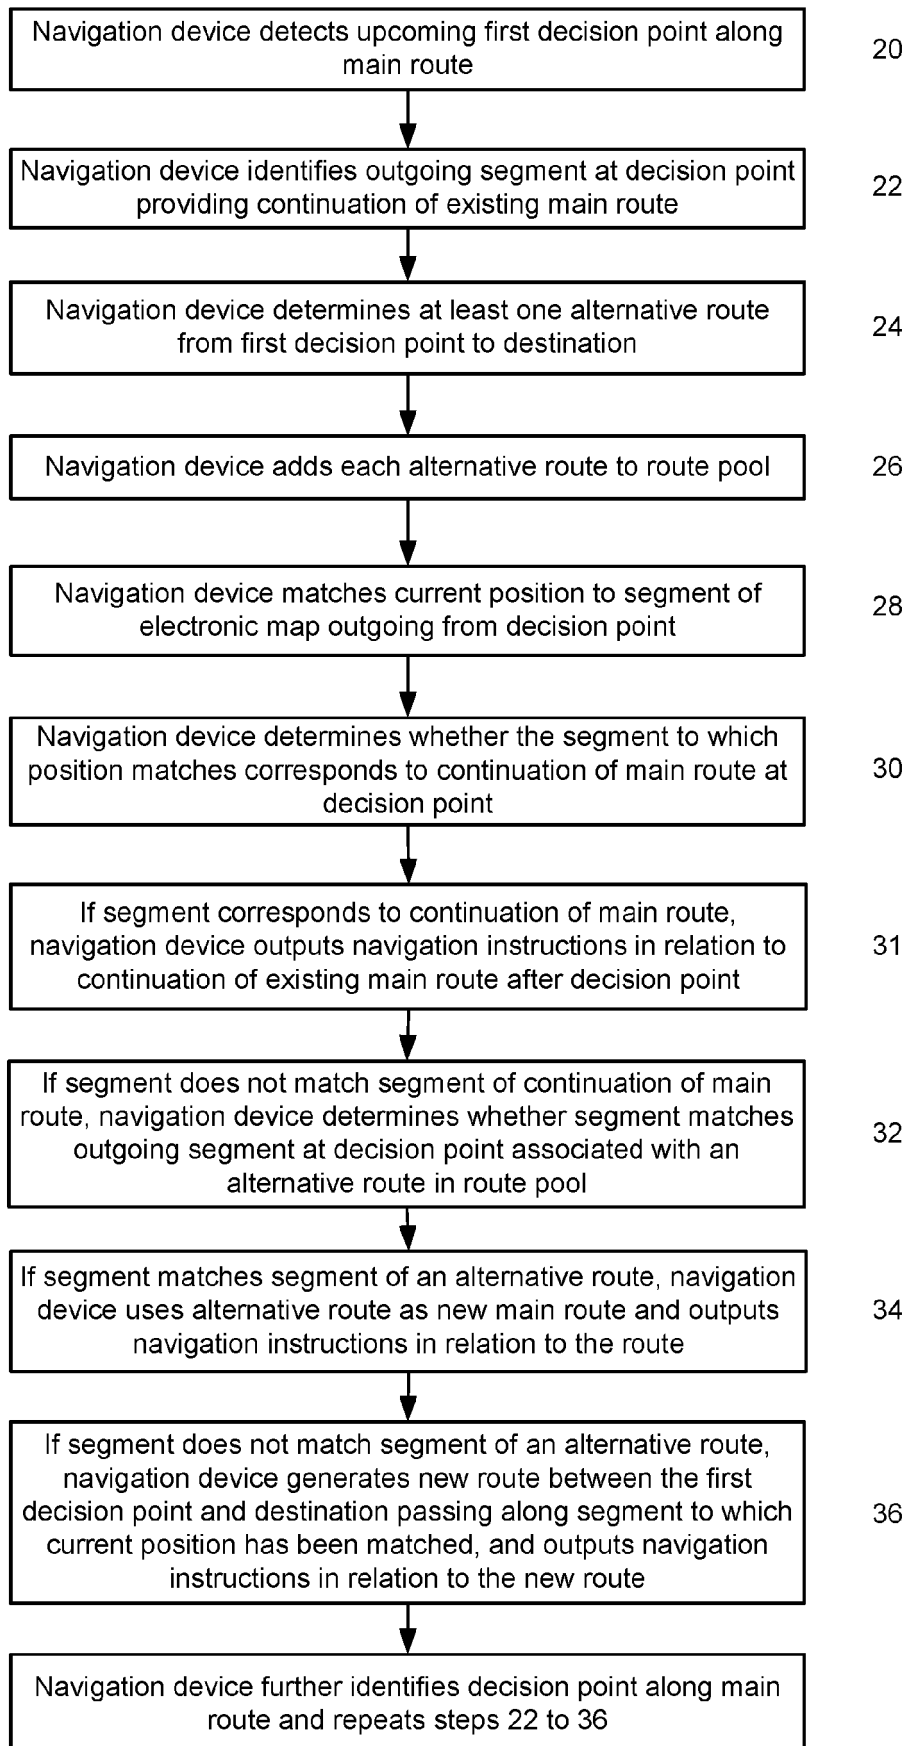 Navigation device detects upcoming first decision point along
main route
20
Navigation device identifies outgoing segment at decision point
providing continuation of existing main route
22
Navigation device determines at least one alternative route
from first decision point to destination
24
Navigation device adds each alternative route to route pool
26
Navigation device matches current position to segment of
electronic map outgoing from decision point
28
Navigation device determines whether the segment to which
position matches corresponds to continuation of main route at
decision point
30
If segment corresponds to continuation of main route,
navigation device outputs navigation instructions in relation to
continuation of existing main route after decision point
31
If segment does not match segment of continuation of main
route, navigation device determines whether segment matches
outgoing segment at decision point associated with an
alternative route in route pool
32
If segment matches segment of an alternative route, navigation
device uses alternative route as new main route and outputs
navigation instructions in relation to the route
34
If segment does not match segment of an alternative route,
navigation device generates new route between the first
decision point and destination passing along segment to which
current position has been matched, and outputs navigation
instructions in relation to the new route
36
Navigation device further identifies decision point along main
route and repeats steps 22 to 36